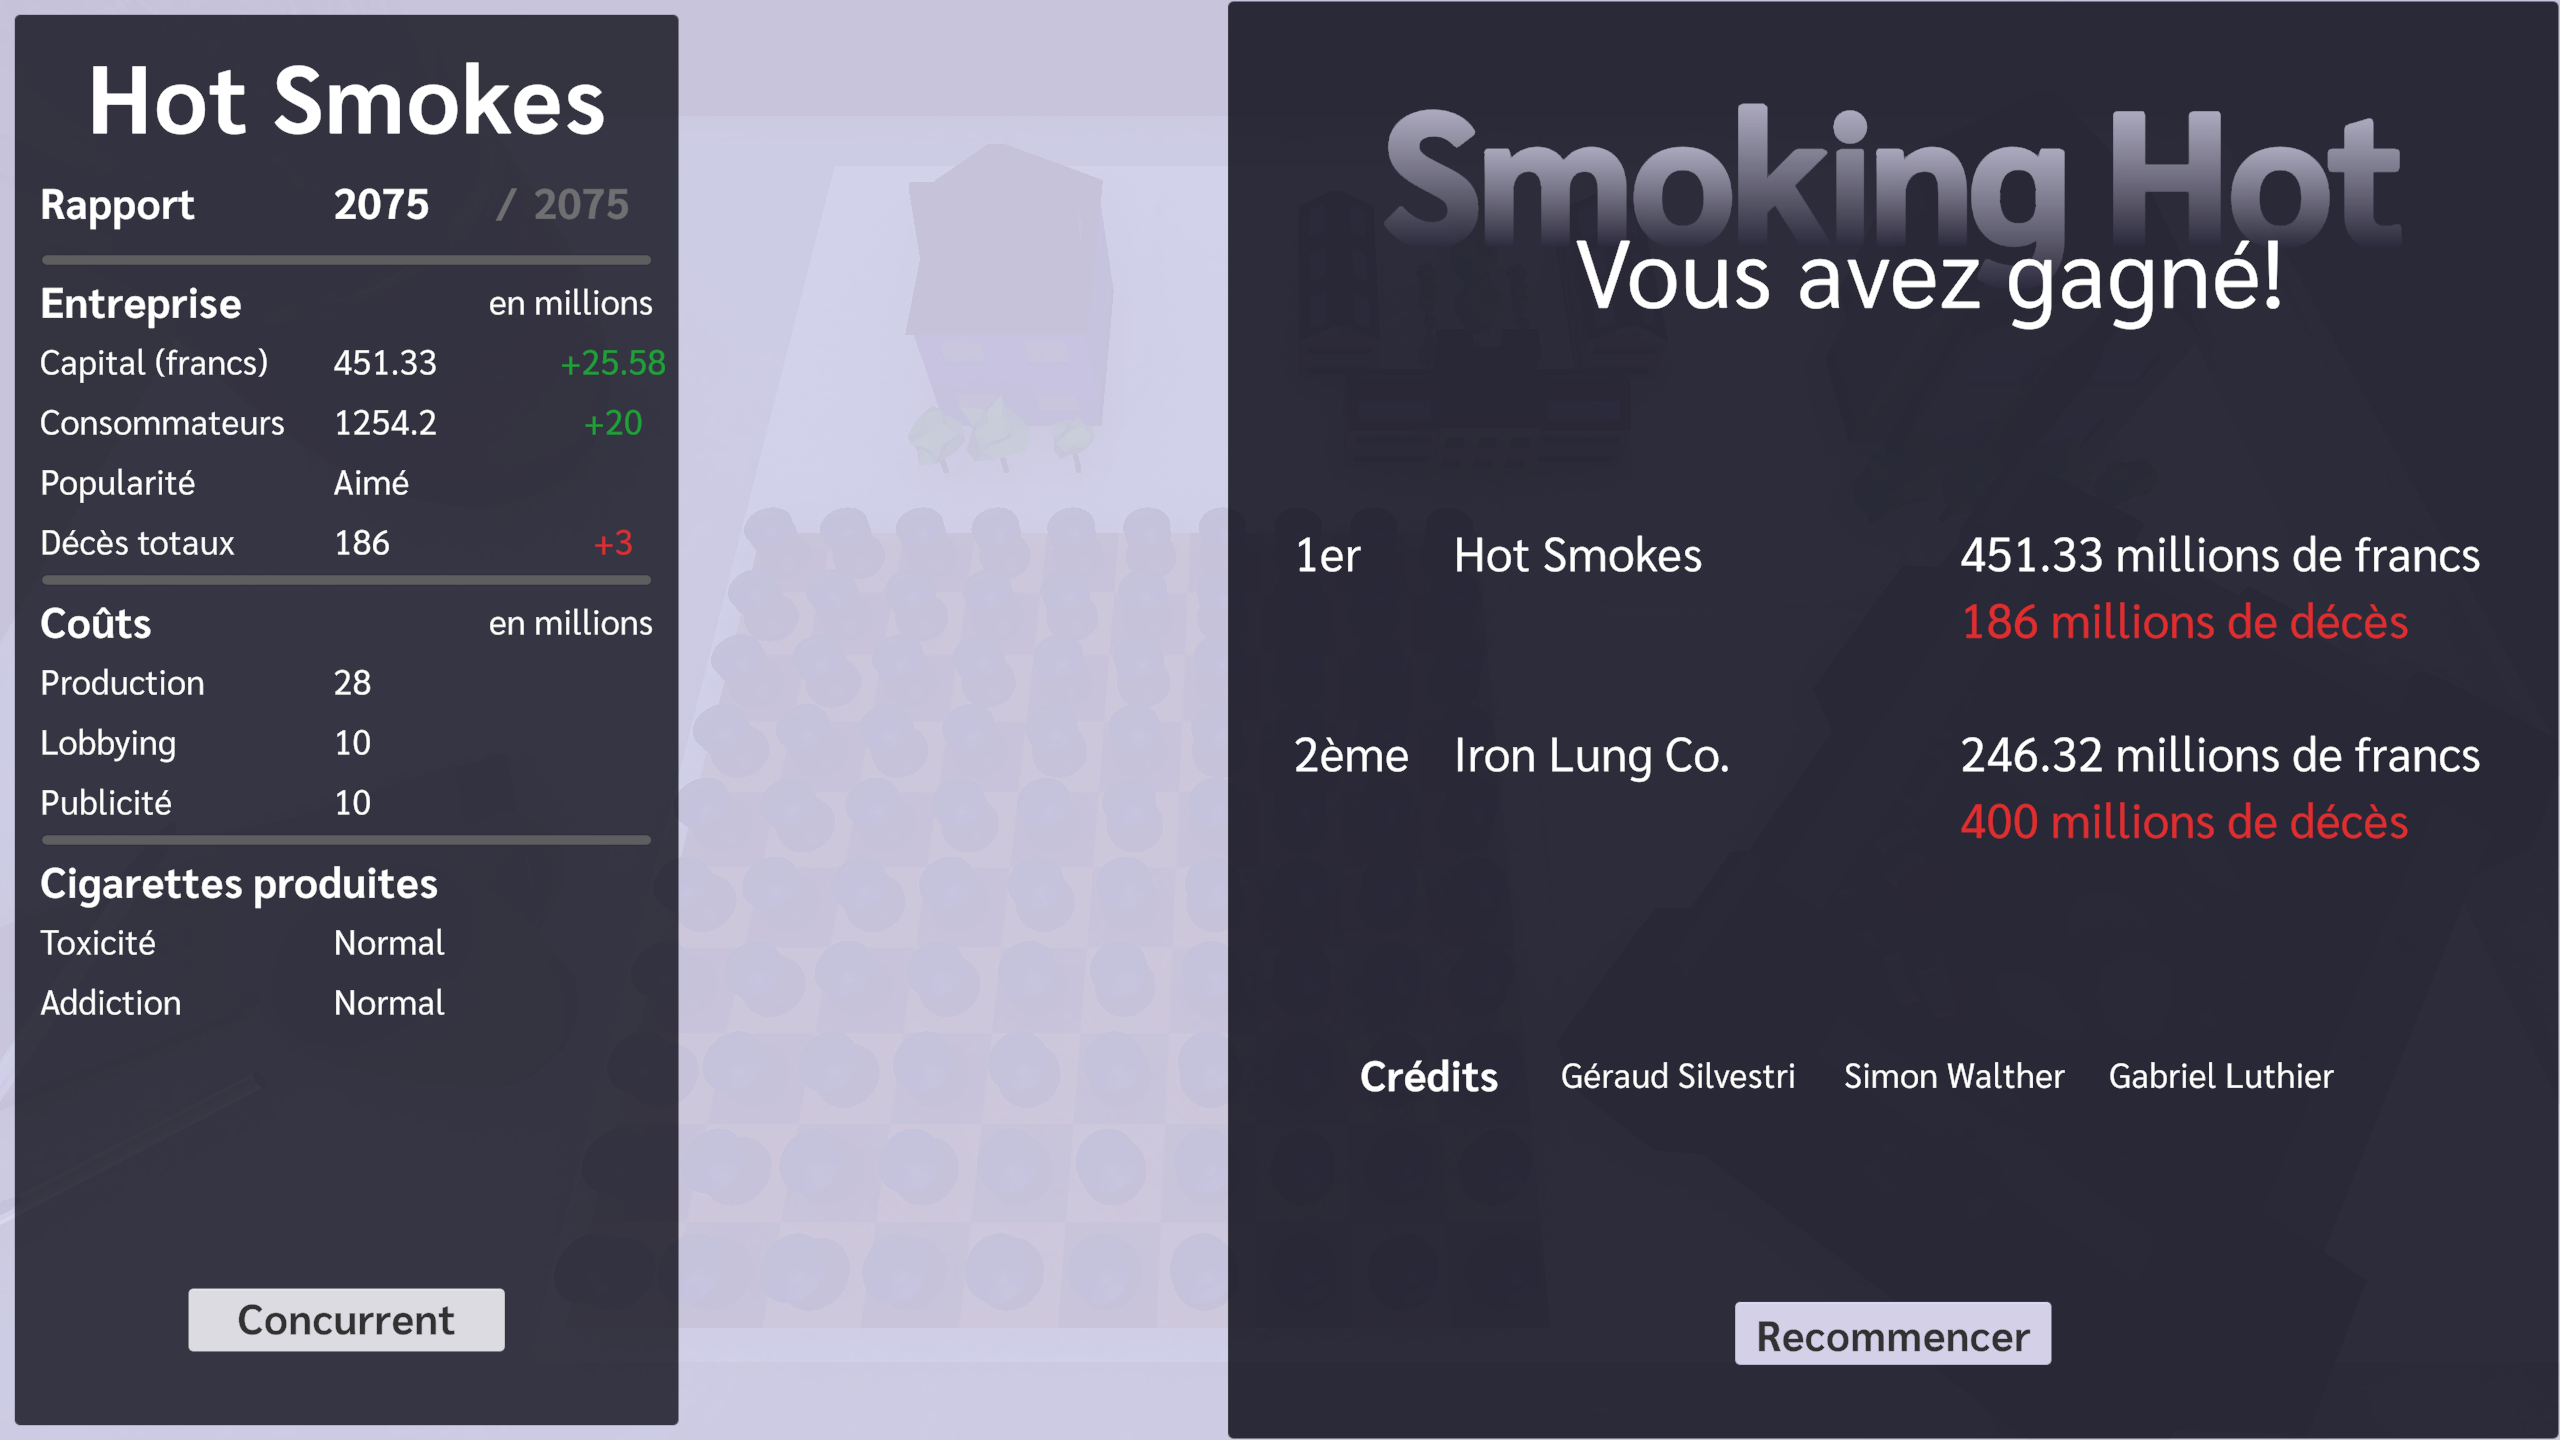 Hot Smokes
Rapport 2075 / 2075
Entreprise en millions
Capital (francs) 451.33 +25.58
Consommateurs 1254.2 +20
Popularité Aimé
Décès totaux 186 +3
Coûts en millions
Production 28
Lobbying 10
Publicité 10
Cigarettes produites
Toxicité Normal
Addiction Normal
Concurrent
Smoking Hot
Vous avez gagné!
1er Hot Smokes 451.33 millions de francs
186 millions de décès
2ème Iron Lung Co. 246.32 millions de francs
400 millions de décès
Crédits Géraud Silvestri Simon Walther Gabriel Luthier
Recommencer